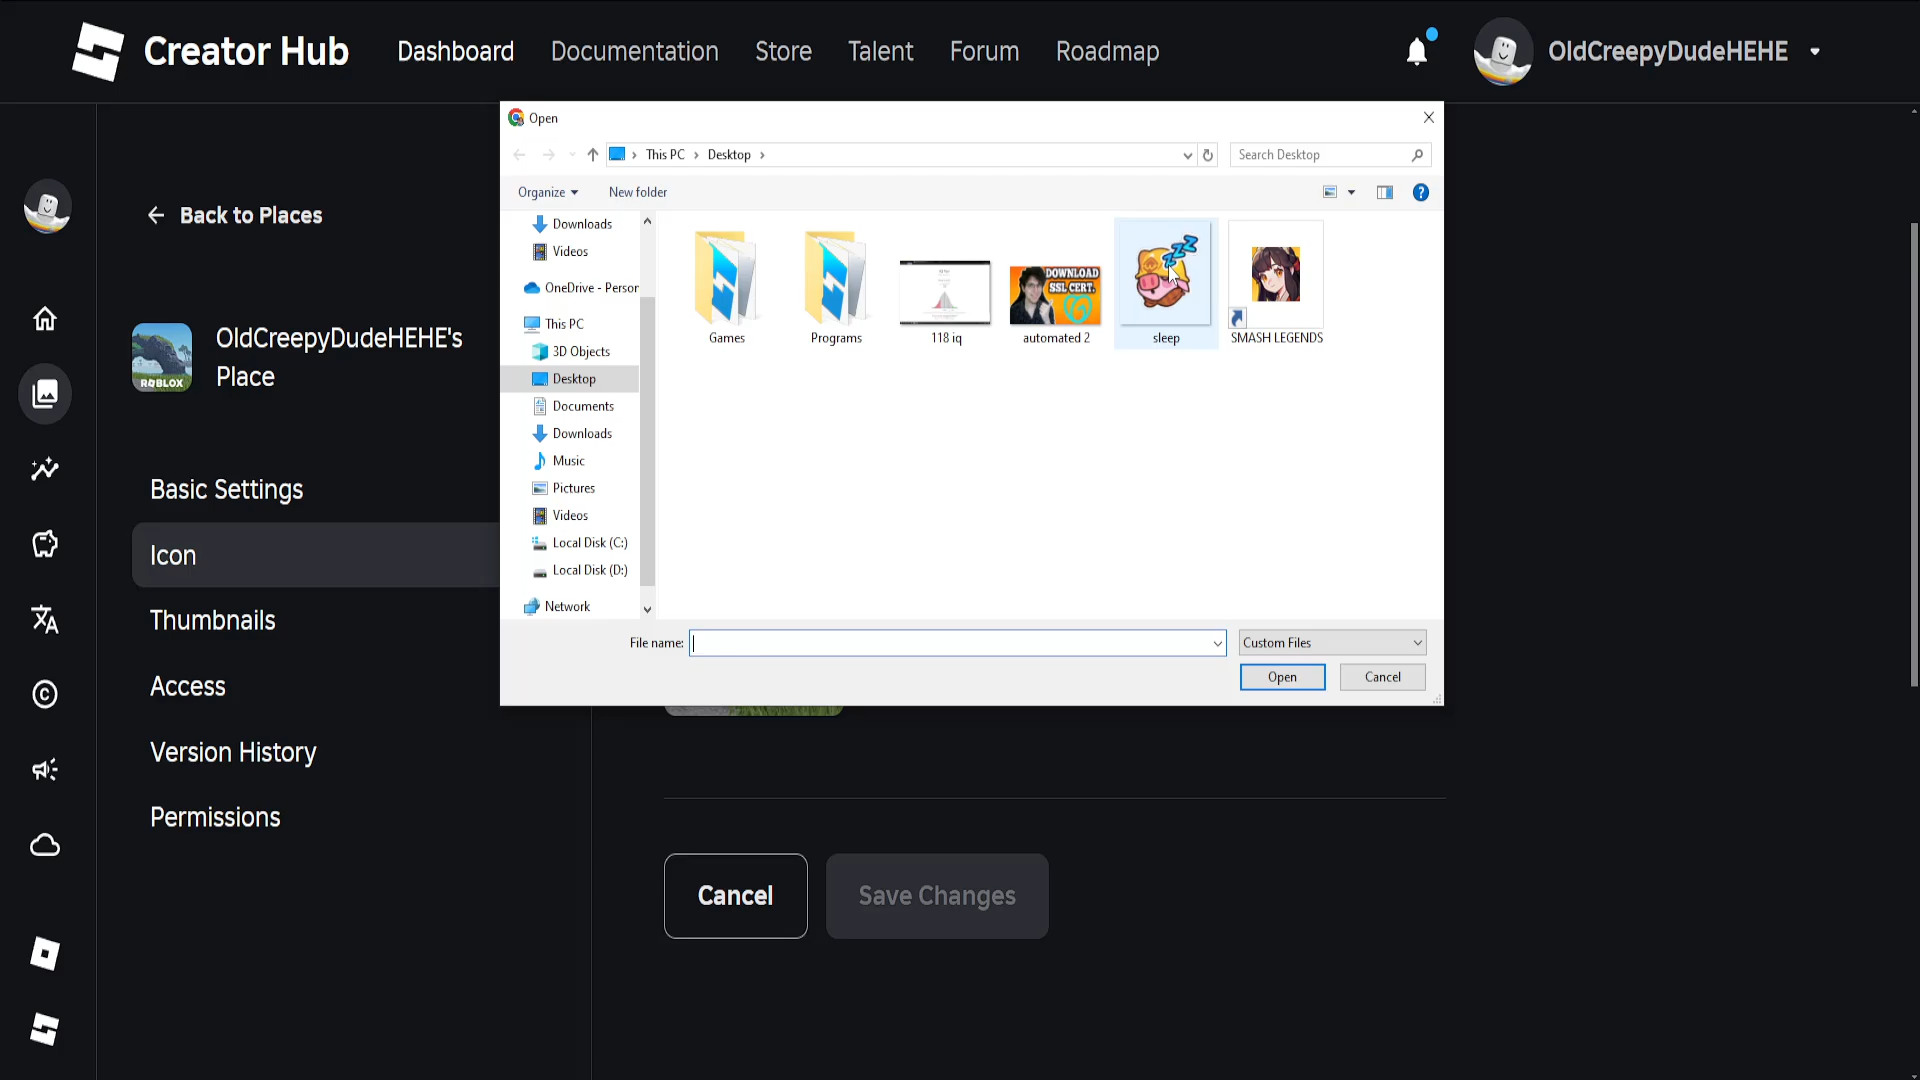 Creator Hub
Dashboard
Documentation
Store
Talent
Forum
Roadmap
OldCreepyDudeHEHE
Open
This PC
Desktop
Search Desktop
Organize
New folder
Back to Places
OldCreepyDudeHEHE's
Place
ROBLOX
Basic Settings
Icon
Thumbnails
Access
Version History
Permissions
Downloads
Videos
OneDrive - Person
This PC
3D Objects
Desktop
Documents
Downloads
Music
Pictures
Videos
Local Disk (C:)
Local Disk (D:)
Network
DOWNLOAD
SSL CERT.
Games
Programs
118 iq
automated 2
sleep
SMASH LEGENDS
File name:
Custom Files
Open
Cancel
Cancel
Save Changes